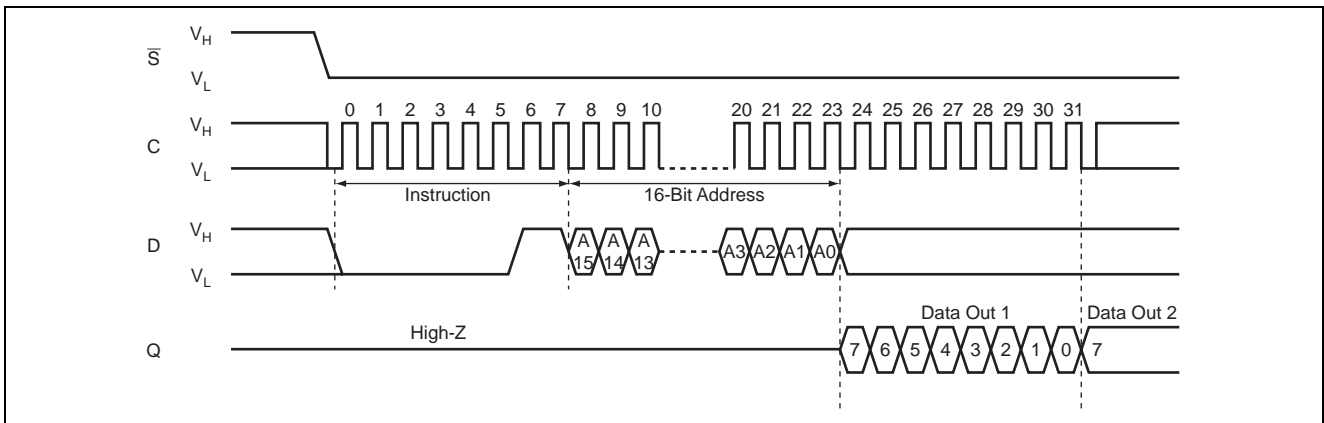 S̅ V_H
V_L
0 1 2 3 4 5 6 7 8 9 10 20 21 22 23 24 25 26 27 28 29 30 31
C V_H
V_L
Instruction 16-Bit Address
D V_H
V_L
A 15 A 14 A 13 A3 A2 A1 A0
Data Out 1 Data Out 2
High-Z
Q 7 6 5 4 3 2 1 0 7